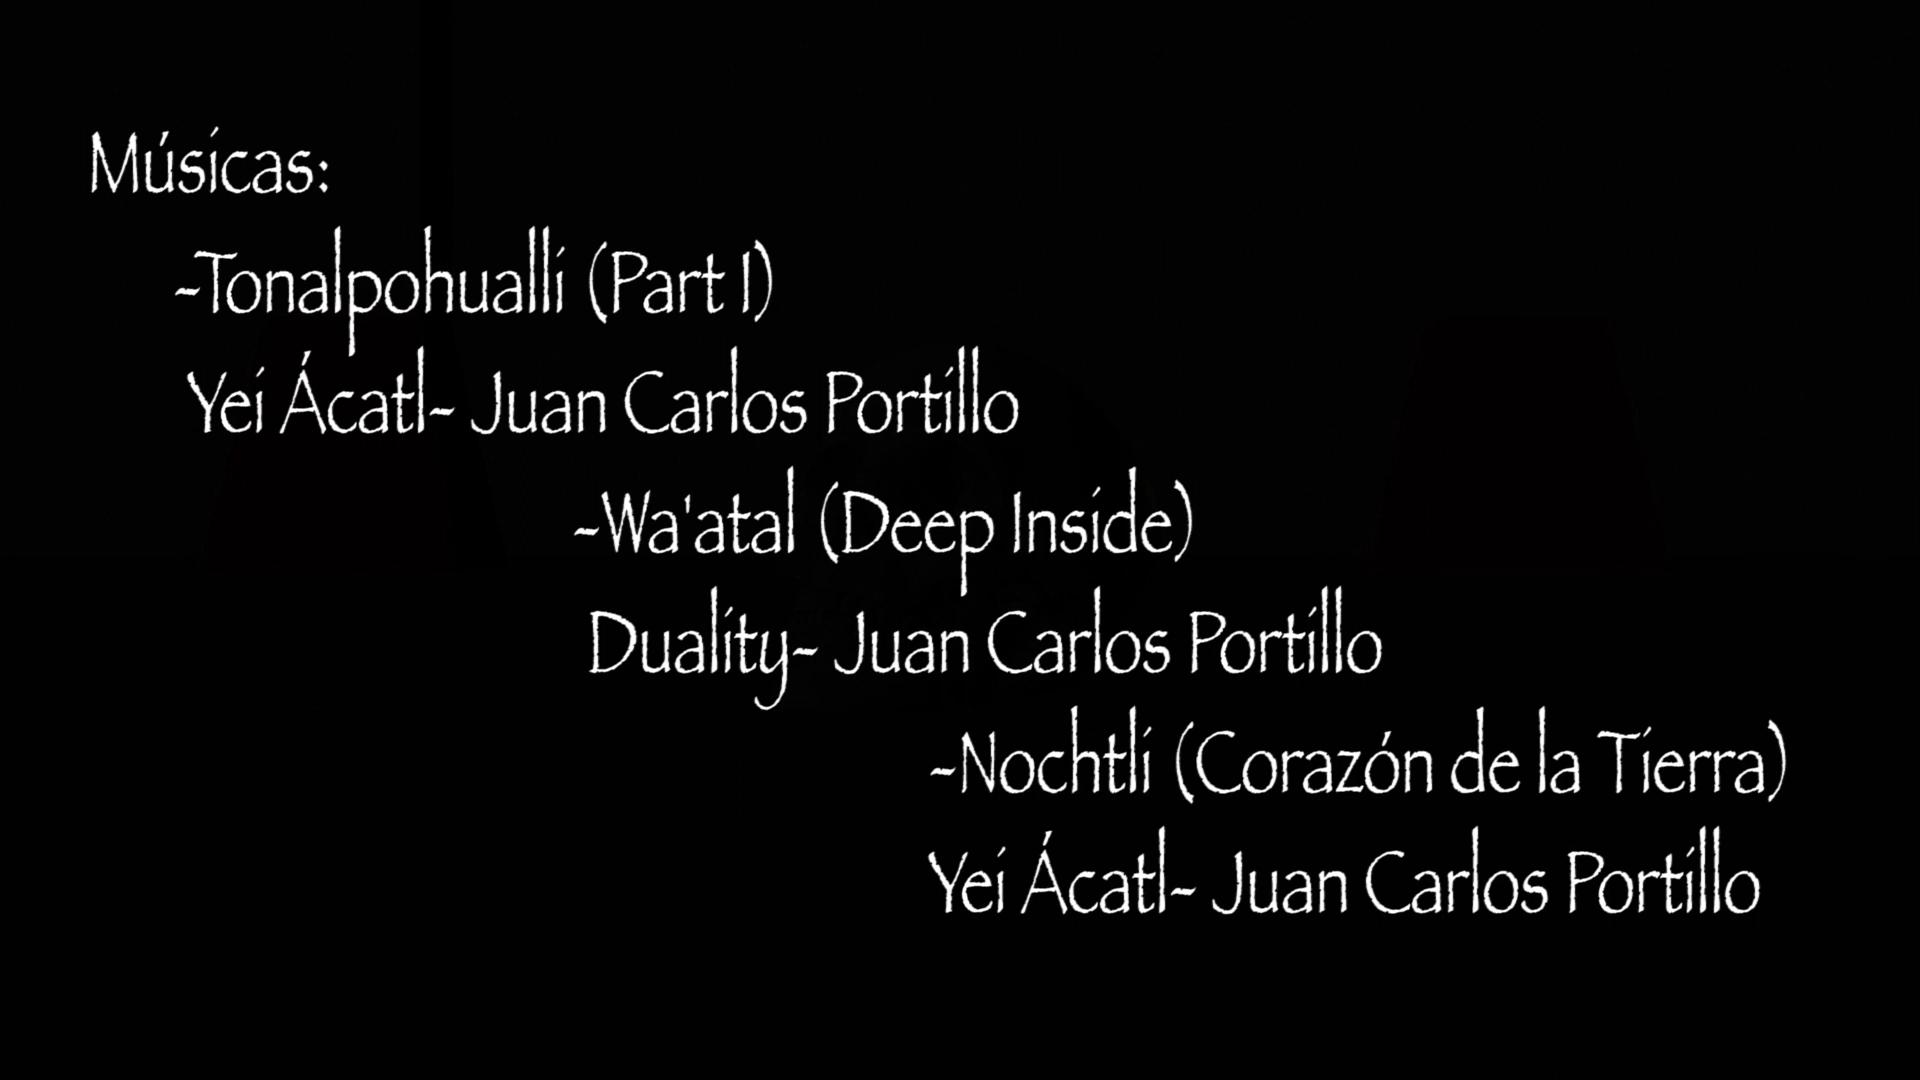 Músicas:
-Tonalpohualli (Part I)
Yei Ácatl- Juan Carlos Portillo
-Wa'atal (Deep Inside)
Duality- Juan Carlos Portillo
-Nochtli (Corazón de la Tierra)
Yei Ácatl- Juan Carlos Portillo